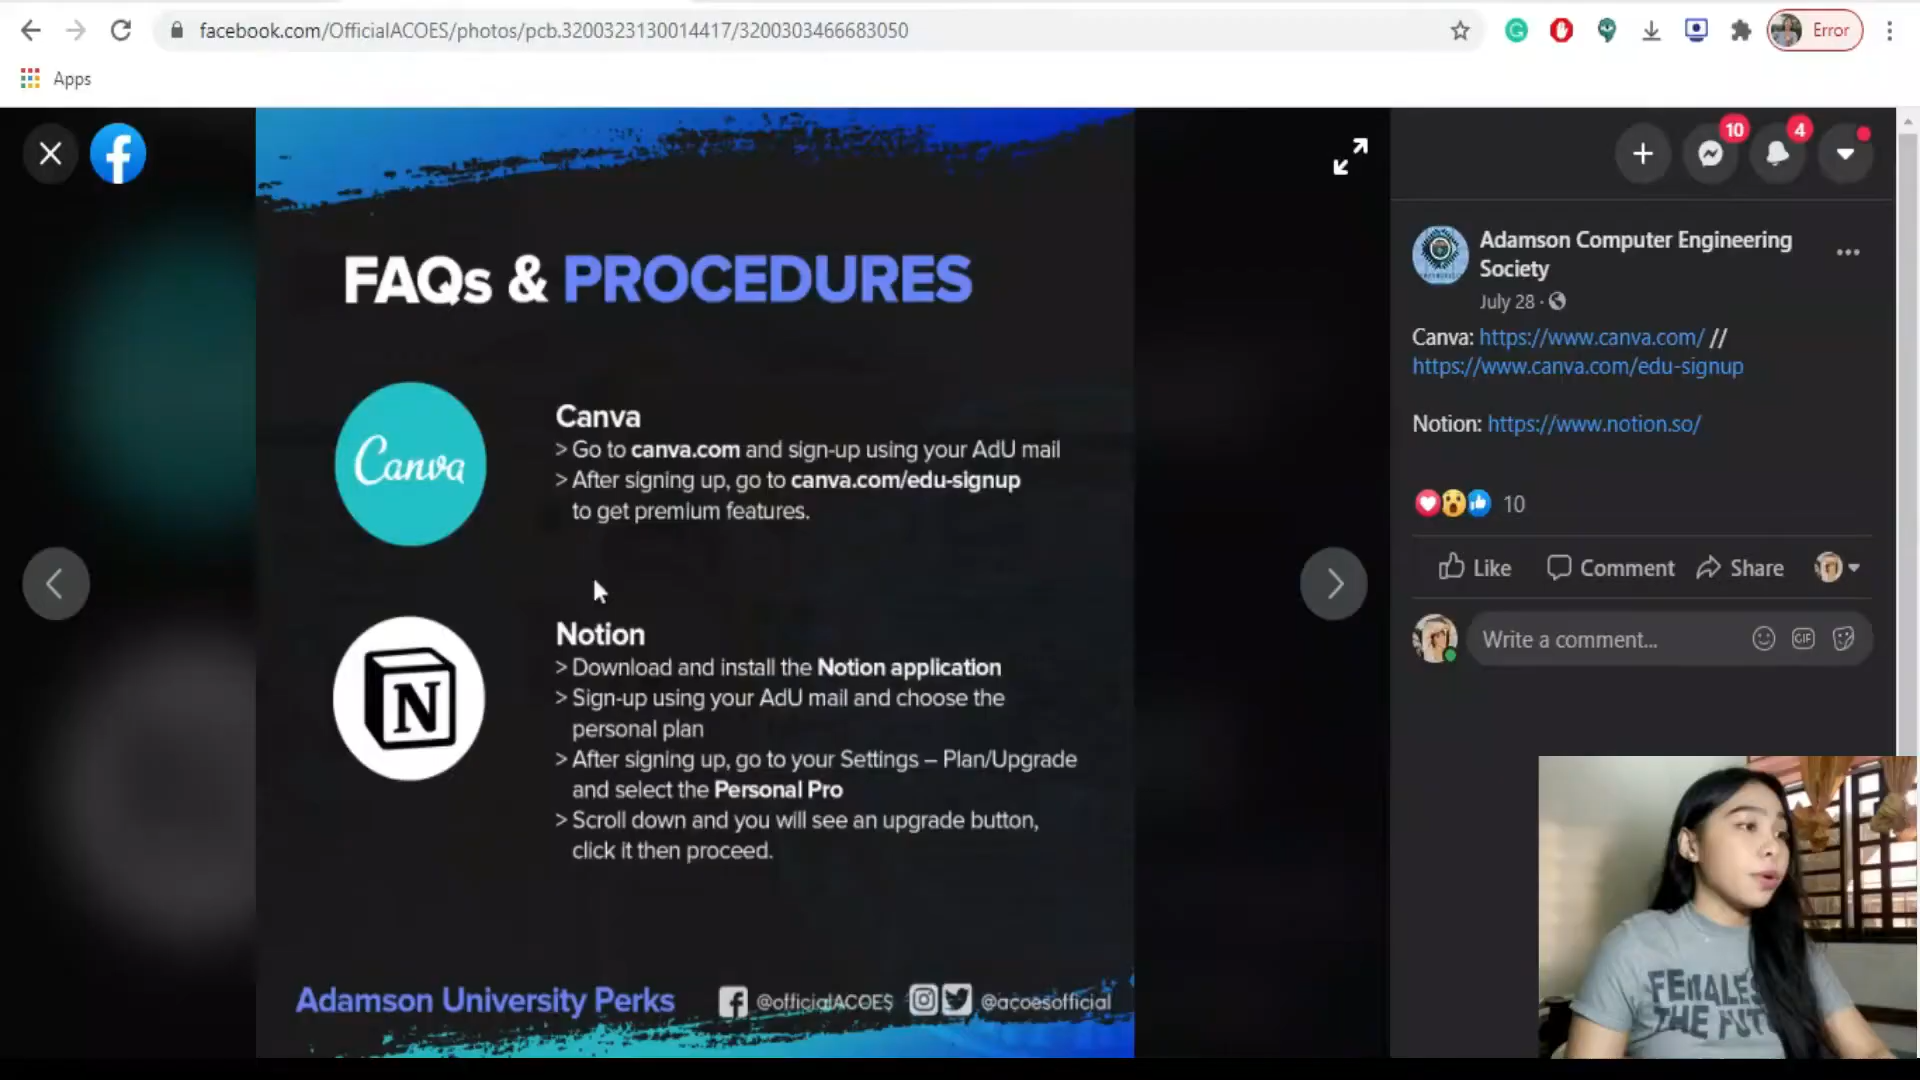 facebook.com/OfficialACOES/photos/pcb.3200323130014417/3200303466683050
Error
Apps
10
4
FAQs & PROCEDURES
Canva
Canva
> Go to canva.com and sign-up using your AdU mail
> After signing up, go to canva.com/edu-signup
to get premium features.
N
Notion
> Download and install the Notion application
> Sign-up using your AdU mail and choose the
personal plan
> After signing up, go to your Settings – Plan/Upgrade
and select the Personal Pro
> Scroll down and you will see an upgrade button,
click it then proceed.
Adamson University Perks
@officialACOES
@acoesofficial
Adamson Computer Engineering
Society
July 28 ·
Canva: https://www.canva.com/ //
https://www.canva.com/edu-signup
Notion: https://www.notion.so/
10
Like
Comment
Share
Write a comment...
GIF
FEMALES
THE